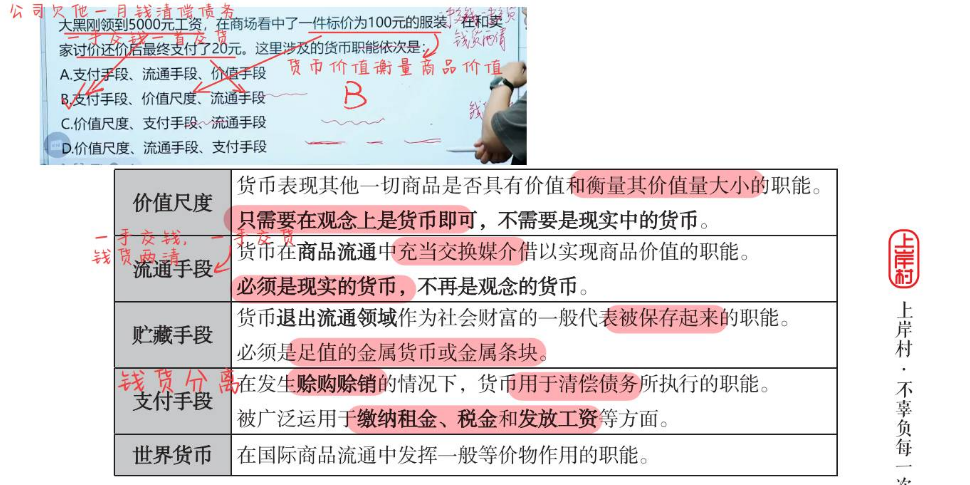 公司欠他一月钱清偿债务
大黑刚领到5000元工资，在商场看中了一件标价为100元的服装，在和卖
一手交钱一首交货
钱货两清
家讨价还价后最终支付了20元。这里涉及的货币职能依次是：
货币价值衡量商品价值
A.支付手段、流通手段、价值手段
B.支付手段、价值尺度、流通手段
B
C.价值尺度、支付手段、流通手段
D.价值尺度、流通手段、支付手段
价值尺度
货币表现其他一切商品是否具有价值和衡量其价值量大小的职能。
只需要在观念上是货币即可，不需要是现实中的货币。
一手交钱，一手交货
钱货两清
流通手段
货币在商品流通中充当交换媒介借以实现商品价值的职能。
必须是现实的货币，不再是观念的货币。
贮藏手段
货币退出流通领域作为社会财富的一般代表被保存起来的职能。
必须是足值的金属货币或金属条块。
钱货分离
支付手段
在发生赊购赊销的情况下，货币用于清偿债务所执行的职能。
被广泛运用于缴纳租金、税金和发放工资等方面。
世界货币
在国际商品流通中发挥一般等价物作用的职能。
上岸村
上岸村·不辜负每一次